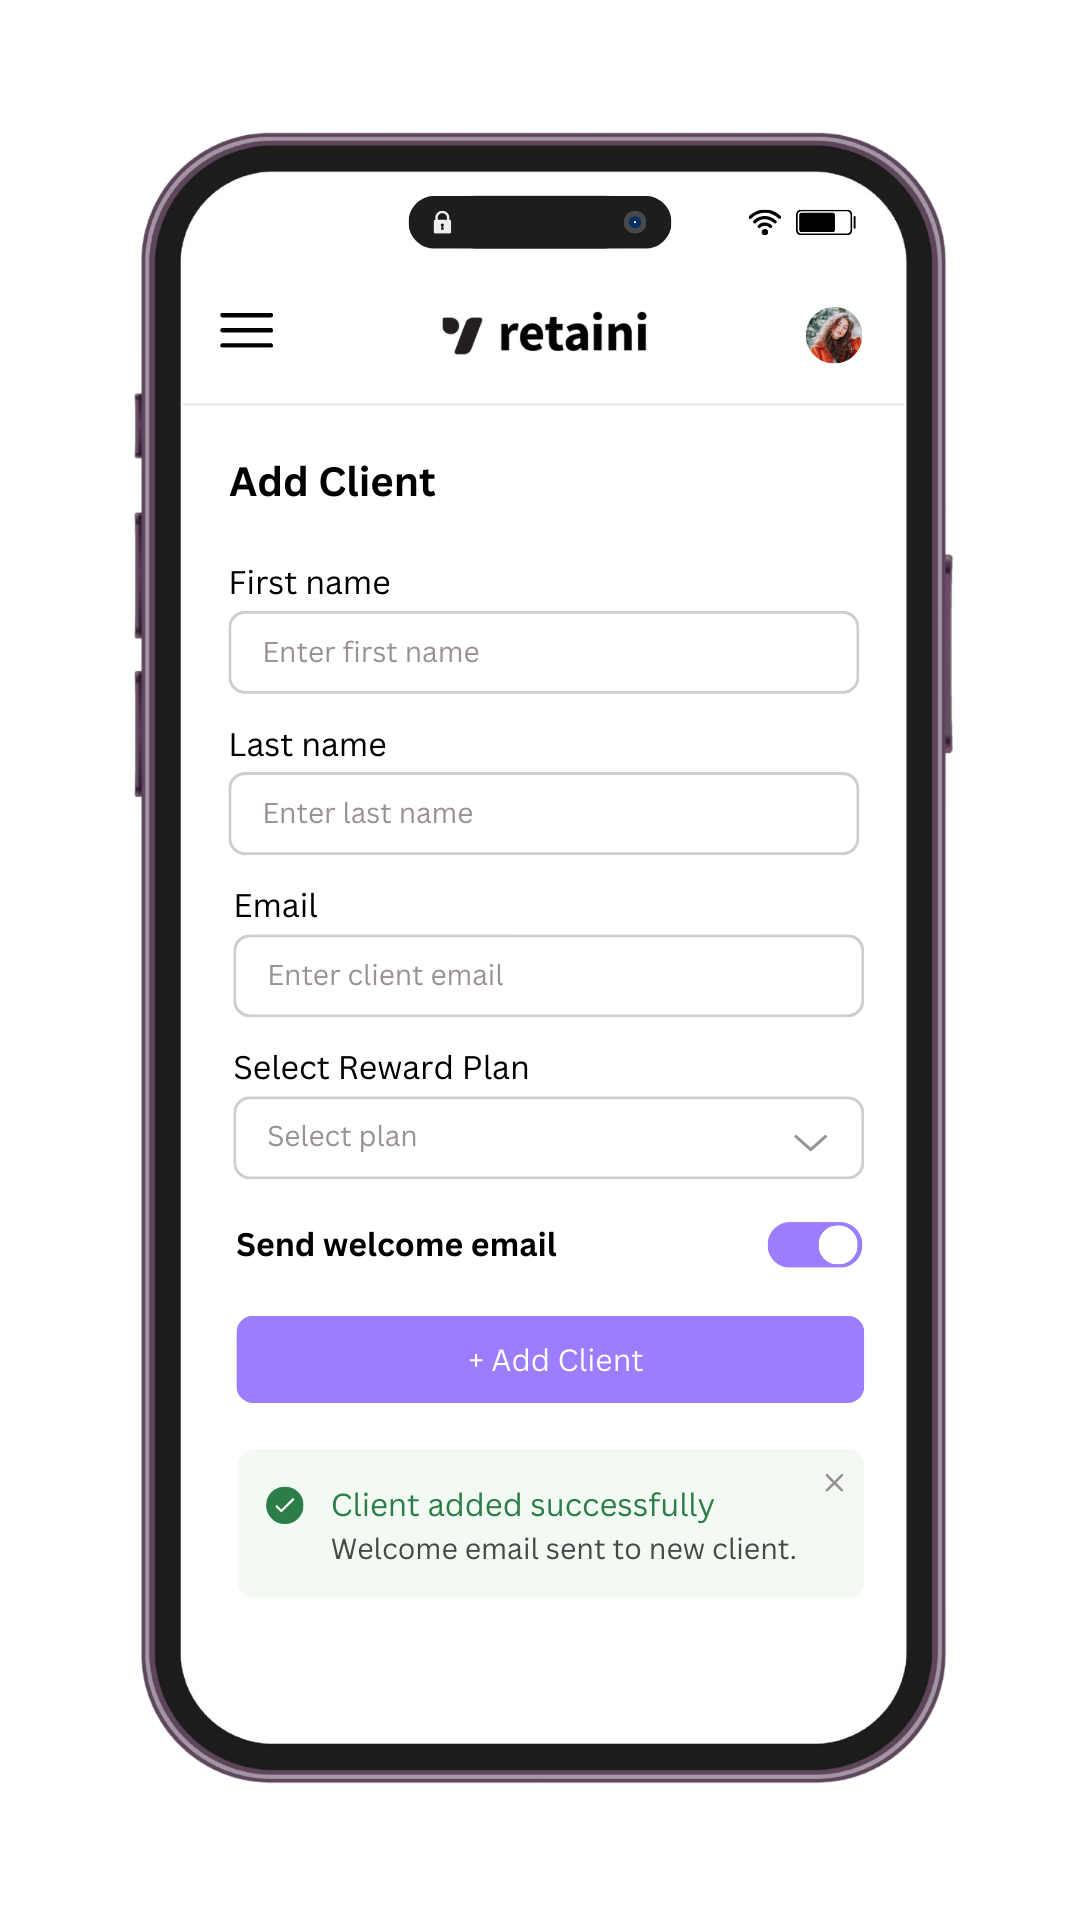 retaini
Add Client
First name
Enter first name
Last name
Enter last name
Email
Enter client email
Select Reward Plan
Select plan
Send welcome email
+ Add Client
Client added successfully
Welcome email sent to new client.